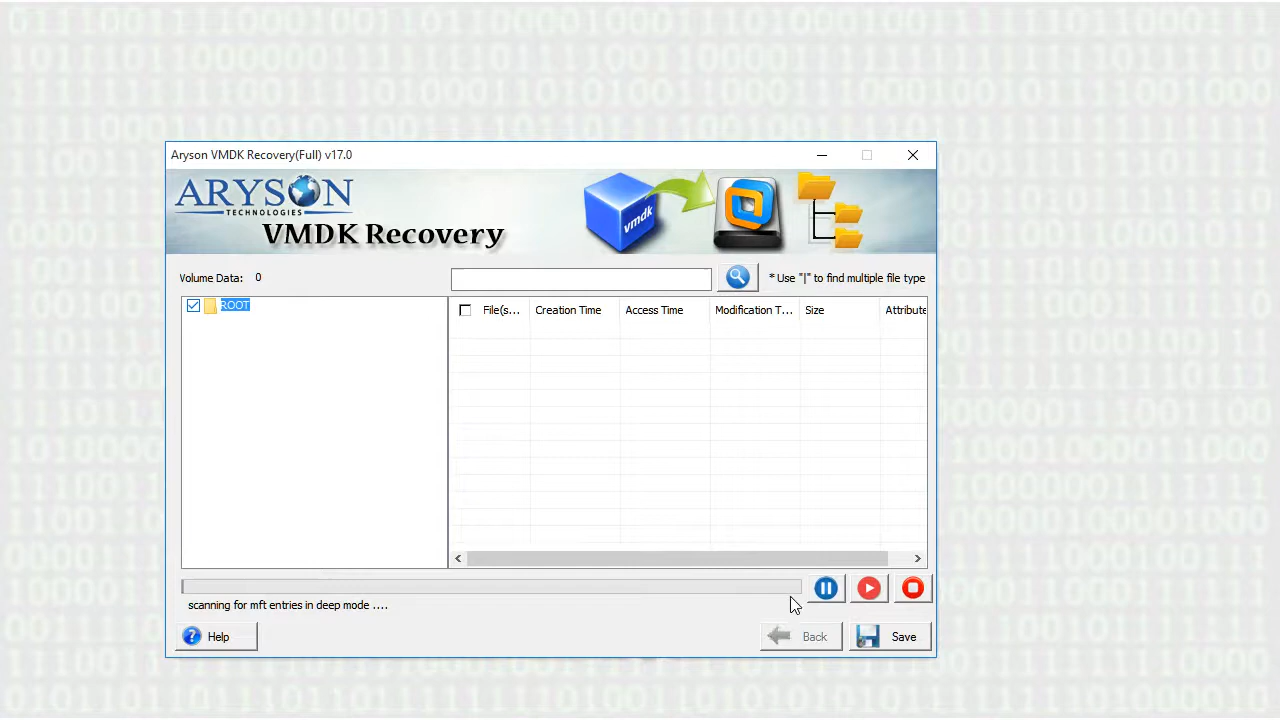 Aryson VMDK Recovery(Full) v17.0
ARYSON
TECHNOLOGIES
VMDK Recovery
vmdk
Volume Data: 0
*Use "|" to find multiple file type
ROOT
File(s... Creation Time Access Time Modification T... Size Attribute
scanning for mft entries in deep mode ....
Help Back Save